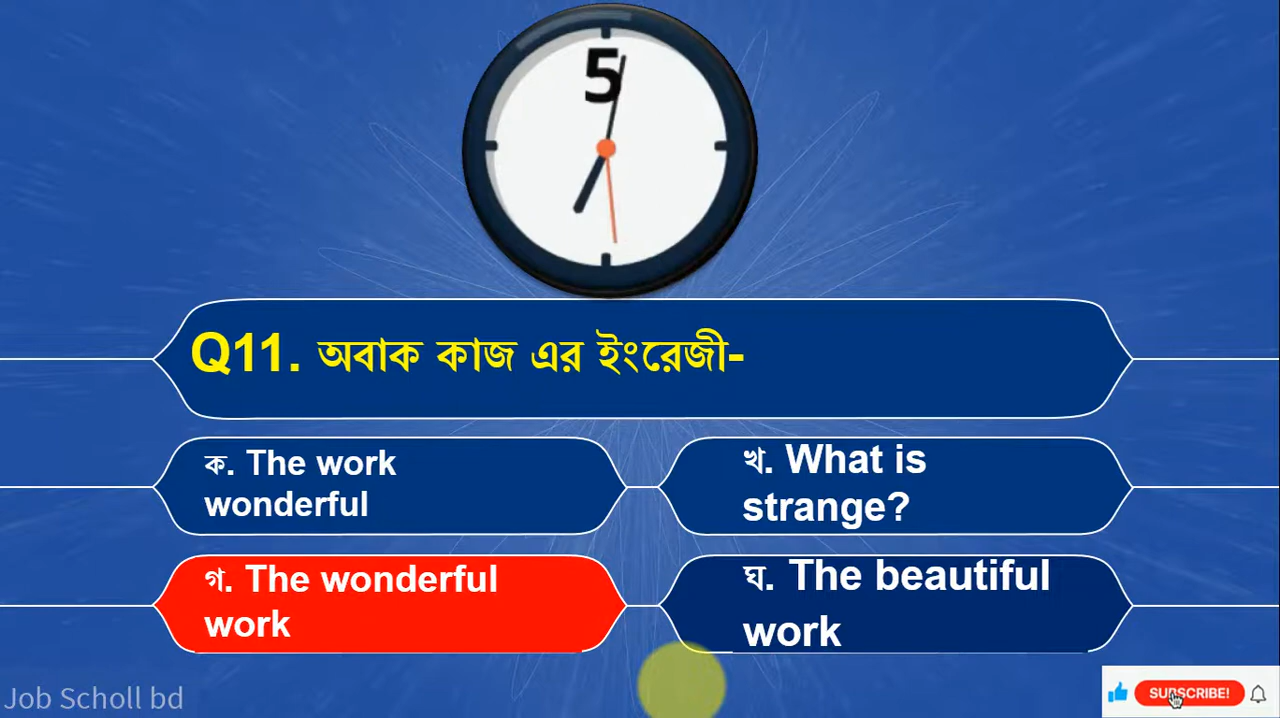 5
Q11. অবাক কাজ এর ইংরেজী-
ক. The work
wonderful
খ. What is
strange?
গ. The wonderful
work
ঘ. The beautiful
work
Job Scholl bd
SUBSCRIBE!